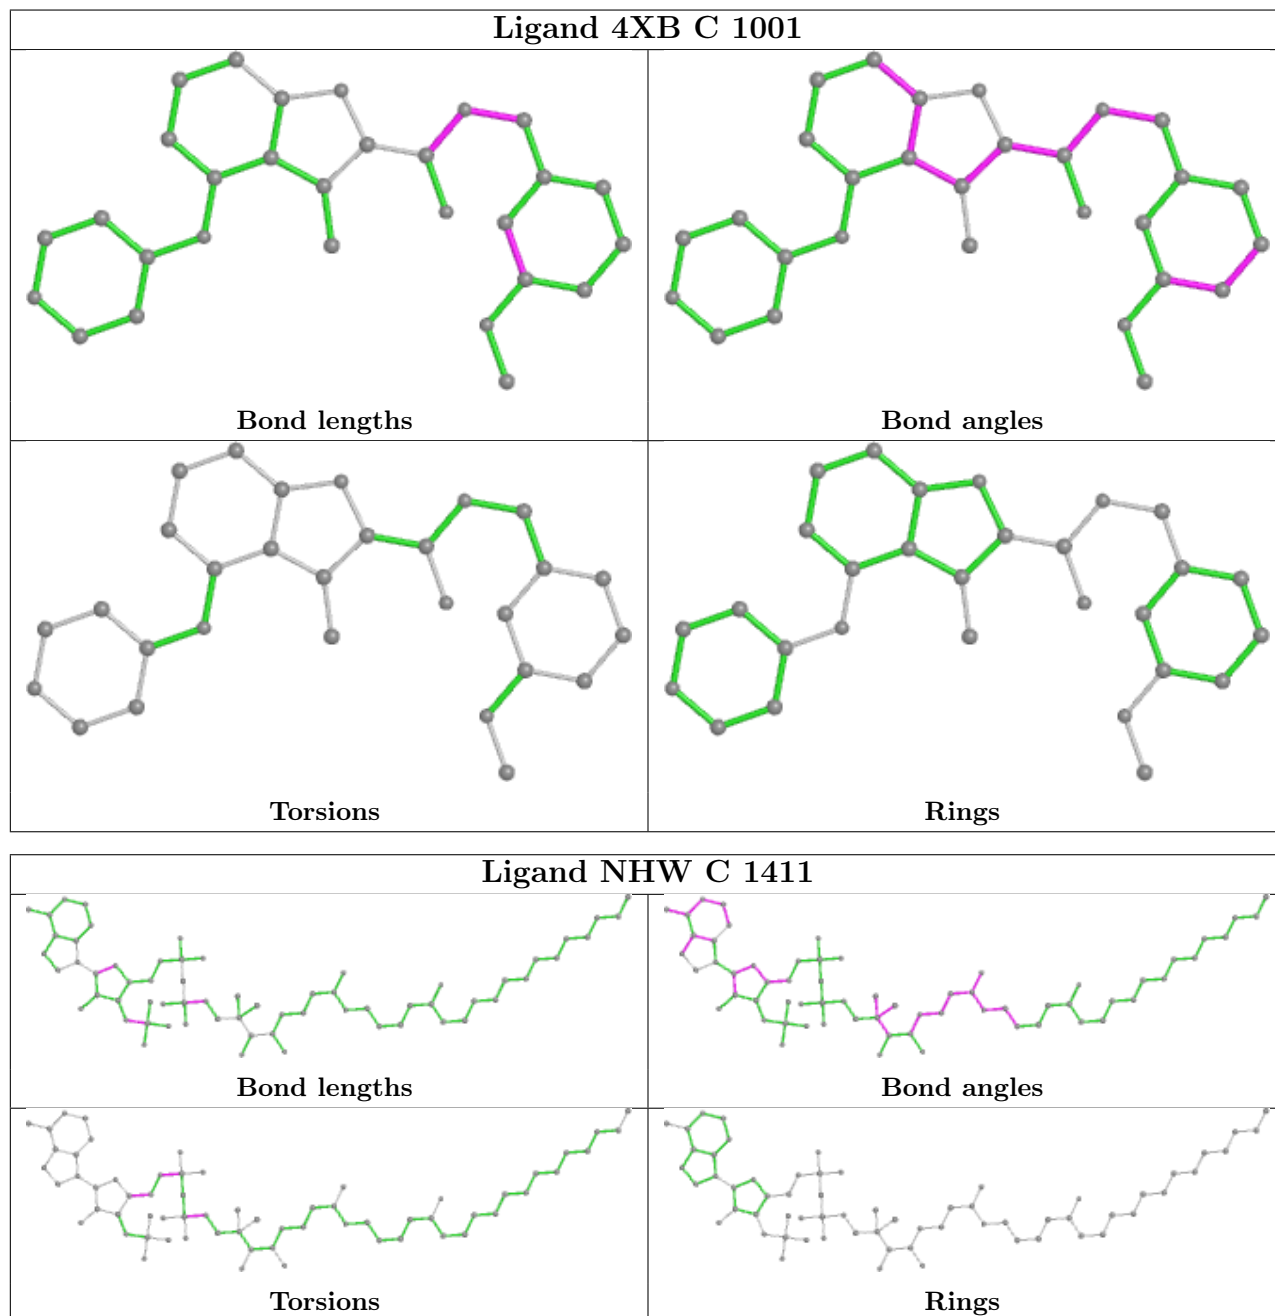 Ligand 4XB C 1001
Bond lengths
Bond angles
Torsions
Rings
Ligand NHW C 1411
Bond lengths
Bond angles
Torsions
Rings